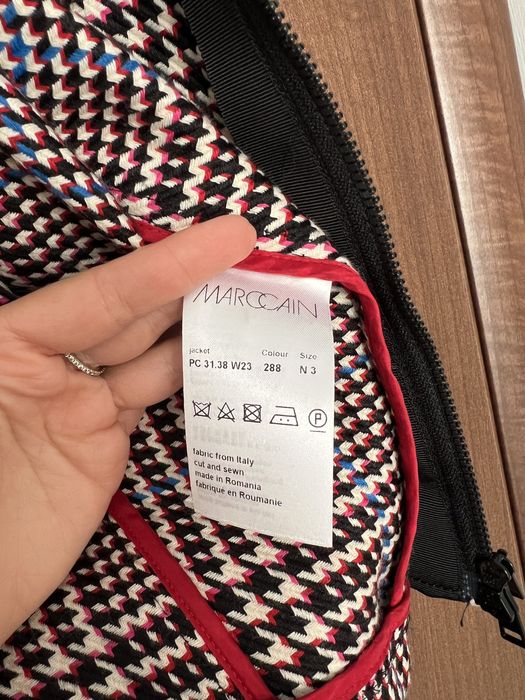 MARCCAIN
jacket Colour Size
PC 31.38 W23 288 N 3
P
fabric from Italy
cut and sewn
made in Romania
fabrique en Roumanie